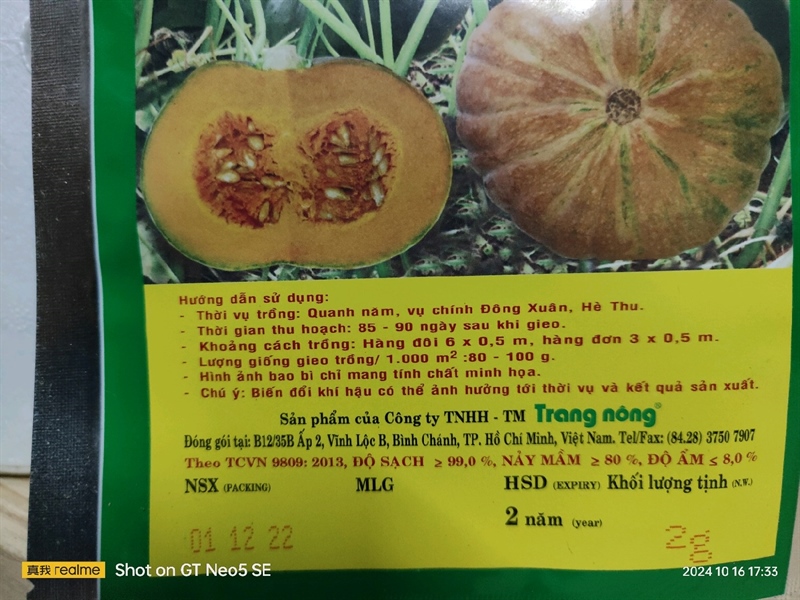 Hướng dẫn sử dụng:
- Thời vụ trồng: Quanh năm, vụ chính Đông Xuân, Hè Thu.
- Thời gian thu hoạch: 85 - 90 ngày sau khi gieo.
- Khoảng cách trồng: Hàng đôi 6 x 0,5 m, hàng đơn 3 x 0,5 m.
- Lượng giống gieo trồng/ 1.000 m² :80 - 100 g.
- Hình ảnh bao bì chỉ mang tính chất minh họa.
- Chú ý: Biến đổi khí hậu có thể ảnh hưởng tới thời vụ và kết quả sản xuất.
Sản phẩm của Công ty TNHH - TM Trang nông®
Đóng gói tại: B12/35B Ấp 2, Vĩnh Lộc B, Bình Chánh, TP. Hồ Chí Minh, Việt Nam. Tel/Fax: (84.28) 3750 7907
Theo TCVN 9809: 2013, ĐỘ SẠCH ≥ 99,0 %, NẢY MẦM ≥ 80 %, ĐỘ ẨM ≤ 8,0 %
NSX (PACKING) MLG HSD (EXPIRY) Khối lượng tịnh (N.W.)
2 năm (year)
01 12 22 2g
真我 realme Shot on GT Neo5 SE 2024 10 16 17:33